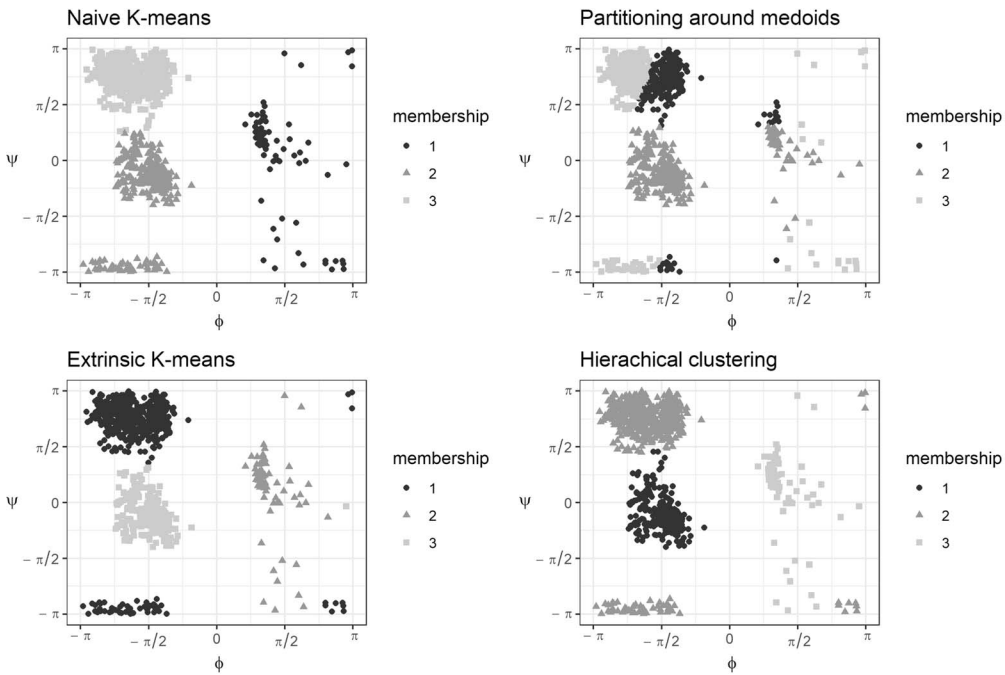 Naive K-means
π
π/2
0
− π/2
− π
ψ
− π
− π/2
0
π/2
π
ϕ
membership
1
2
3
Partitioning around medoids
π
π/2
0
− π/2
− π
ψ
− π
− π/2
0
π/2
π
ϕ
membership
1
2
3
Extrinsic K-means
π
π/2
0
− π/2
− π
ψ
− π
− π/2
0
π/2
π
ϕ
membership
1
2
3
Hierachical clustering
π
π/2
0
− π/2
− π
ψ
− π
− π/2
0
π/2
π
ϕ
membership
1
2
3